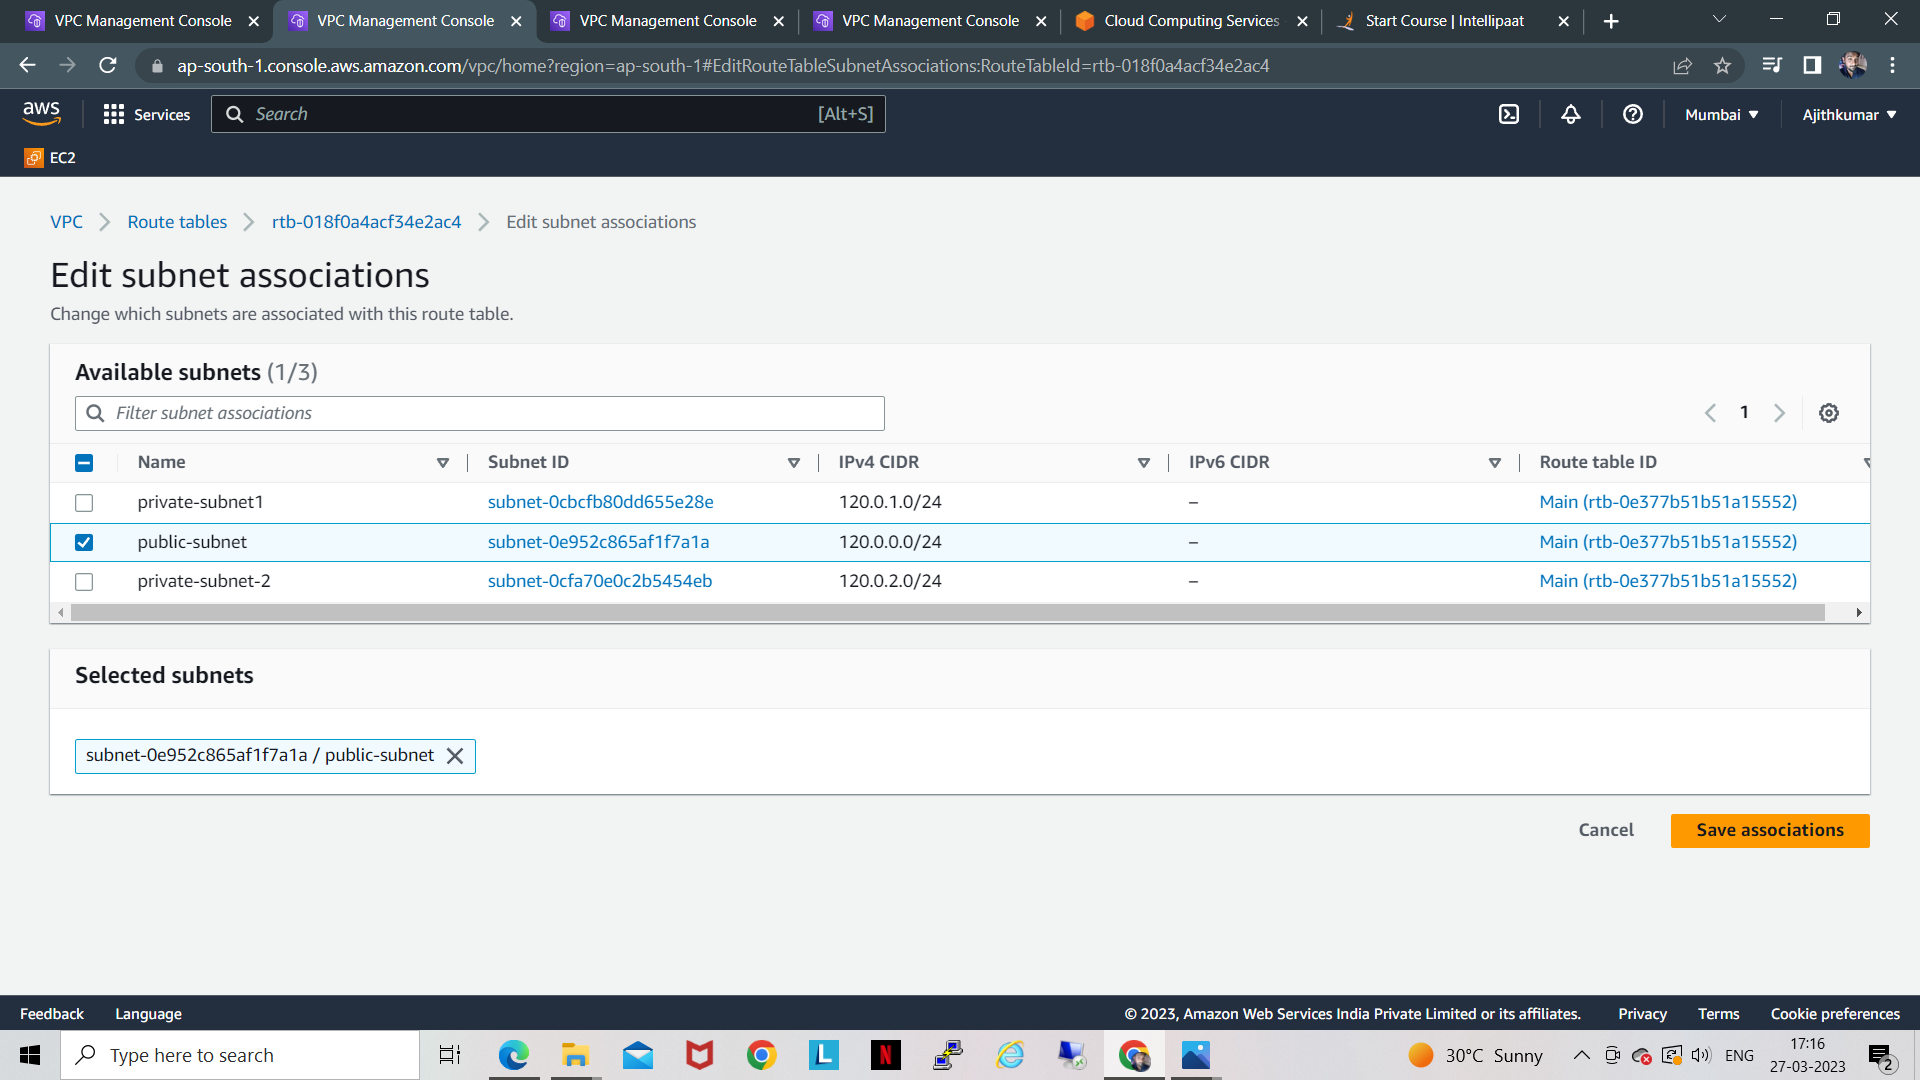 VPC Management Console
VPC Management Console
VPC Management Console
VPC Management Console
Cloud Computing Services
Start Course | Intellipaat
ap-south-1.console.aws.amazon.com/vpc/home?region=ap-south-1#EditRouteTableSubnetAssociations:RouteTableId=rtb-018f0a4acf34e2ac4
aws
Services
Search
[Alt+S]
Mumbai
Ajithkumar
EC2
VPC
Route tables
rtb-018f0a4acf34e2ac4
Edit subnet associations
Edit subnet associations
Change which subnets are associated with this route table.
Available subnets (1/3)
Filter subnet associations
1
Name Subnet ID IPv4 CIDR IPv6 CIDR Route table ID
private-subnet1 subnet-0cbcfb80dd655e28e 120.0.1.0/24 – Main (rtb-0e377b51b51a15552)
public-subnet subnet-0e952c865af1f7a1a 120.0.0.0/24 – Main (rtb-0e377b51b51a15552)
private-subnet-2 subnet-0cfa70e0c2b5454eb 120.0.2.0/24 – Main (rtb-0e377b51b51a15552)
Selected subnets
subnet-0e952c865af1f7a1a / public-subnet
Cancel
Save associations
Feedback
Language
© 2023, Amazon Web Services India Private Limited or its affiliates.
Privacy
Terms
Cookie preferences
Type here to search
L
N
30°C Sunny
ENG
17:16
27-03-2023
2